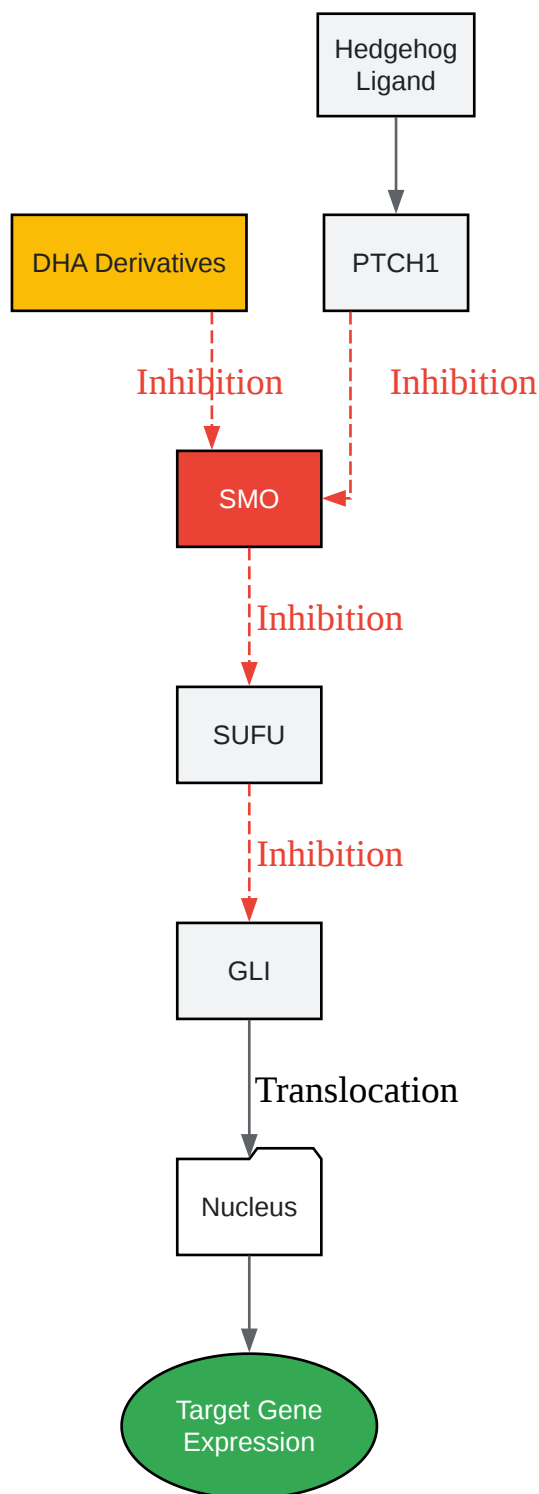 Hedgehog
Ligand
DHA Derivatives
PTCH1
Inhibition
Inhibition
SMO
Inhibition
SUFU
Inhibition
GLI
Translocation
Nucleus
Target Gene
Expression